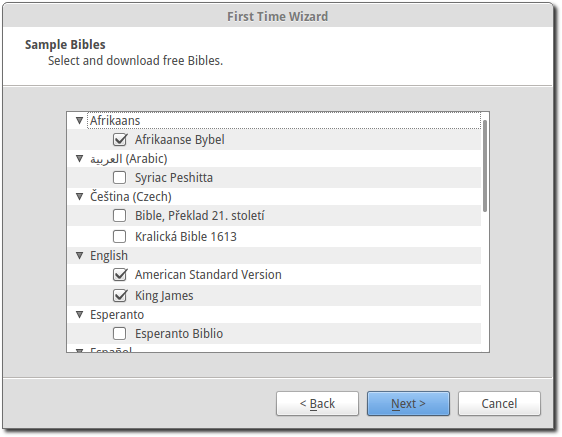 First Time Wizard
Sample Bibles
Select and download free Bibles.
Afrikaans
Afrikaanse Bybel
العربية (Arabic)
Syriac Peshitta
Čeština (Czech)
Bible, Překlad 21. století
Kralická Bible 1613
English
American Standard Version
King James
Esperanto
Esperanto Biblio
Español
< Back
Next >
Cancel